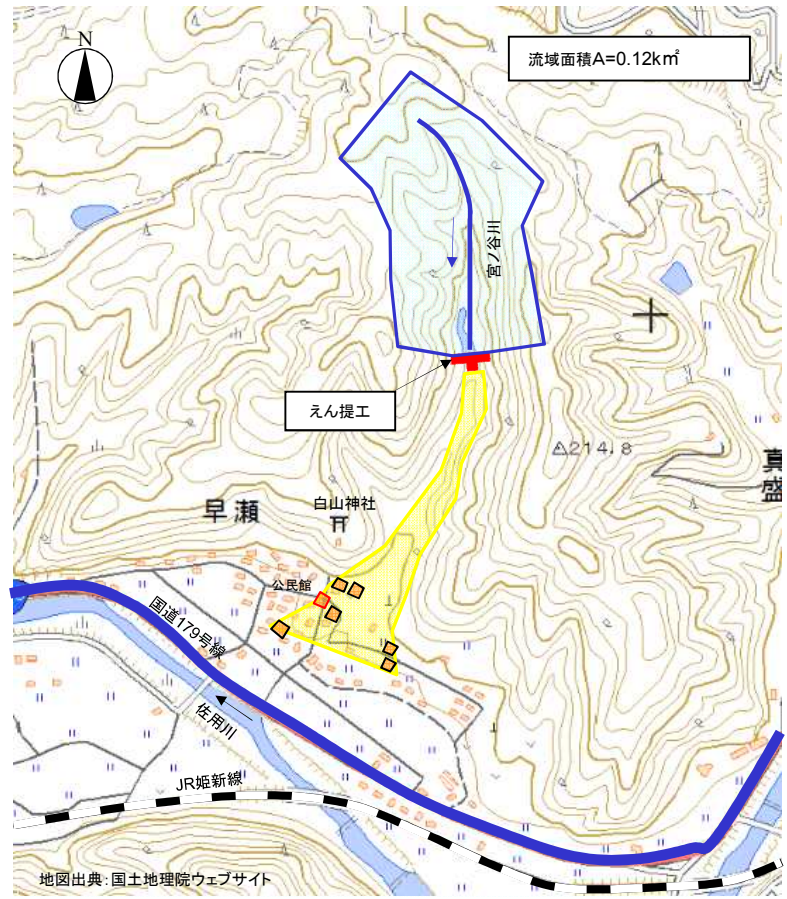 N
流域面積A=0.12k㎡
宮ノ谷川
えん提工
214.8
真盛
早瀬
白山神社
公民館
国道179号線
佐用川
JR姫新線
地図出典:国土地理院ウェブサイト